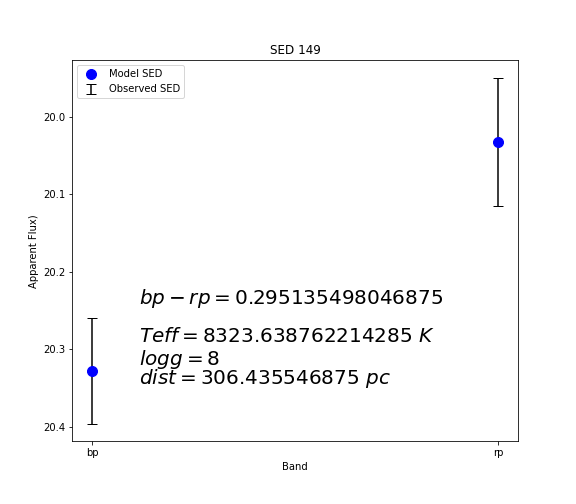 SED 149
Model SED
Observed SED
20.0
20.1
20.2
20.3
20.4
Apparent Flux)
bp − rp = 0.295135498046875
Teff = 8323.638762214285 K
logg = 8
dist = 306.435546875 pc
bp
rp
Band